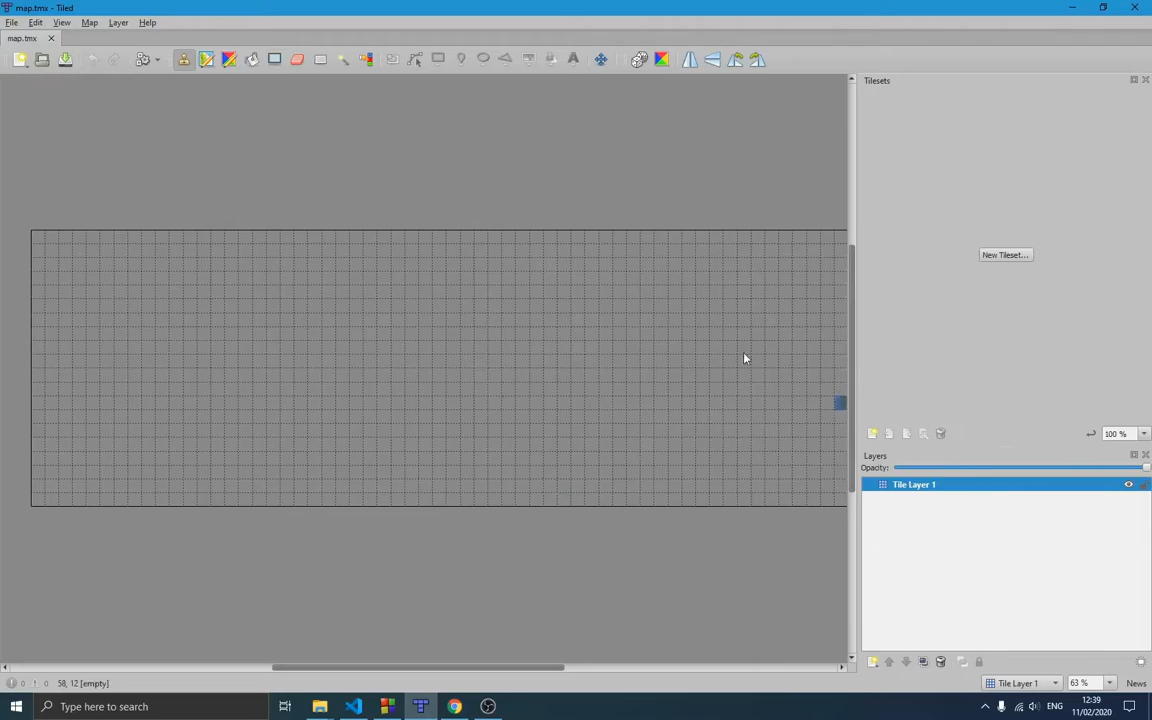 map.tmx - Tiled
File Edit View Map Layer Help
map.tmx
Tilesets
New Tileset...
100 %
Layers
Opacity:
Tile Layer 1
0 0 58, 12 [empty]
Tile Layer 1
63 %
News
Type here to search
ENG
12:39
11/02/2020